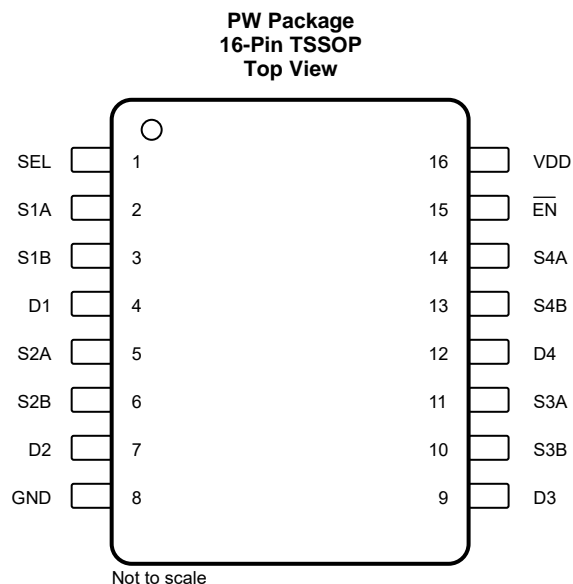 PW Package
16-Pin TSSOP
Top View
SEL 1 16 VDD
S1A 2 15 E̅N̅
S1B 3 14 S4A
D1 4 13 S4B
S2A 5 12 D4
S2B 6 11 S3A
D2 7 10 S3B
GND 8 9 D3
Not to scale